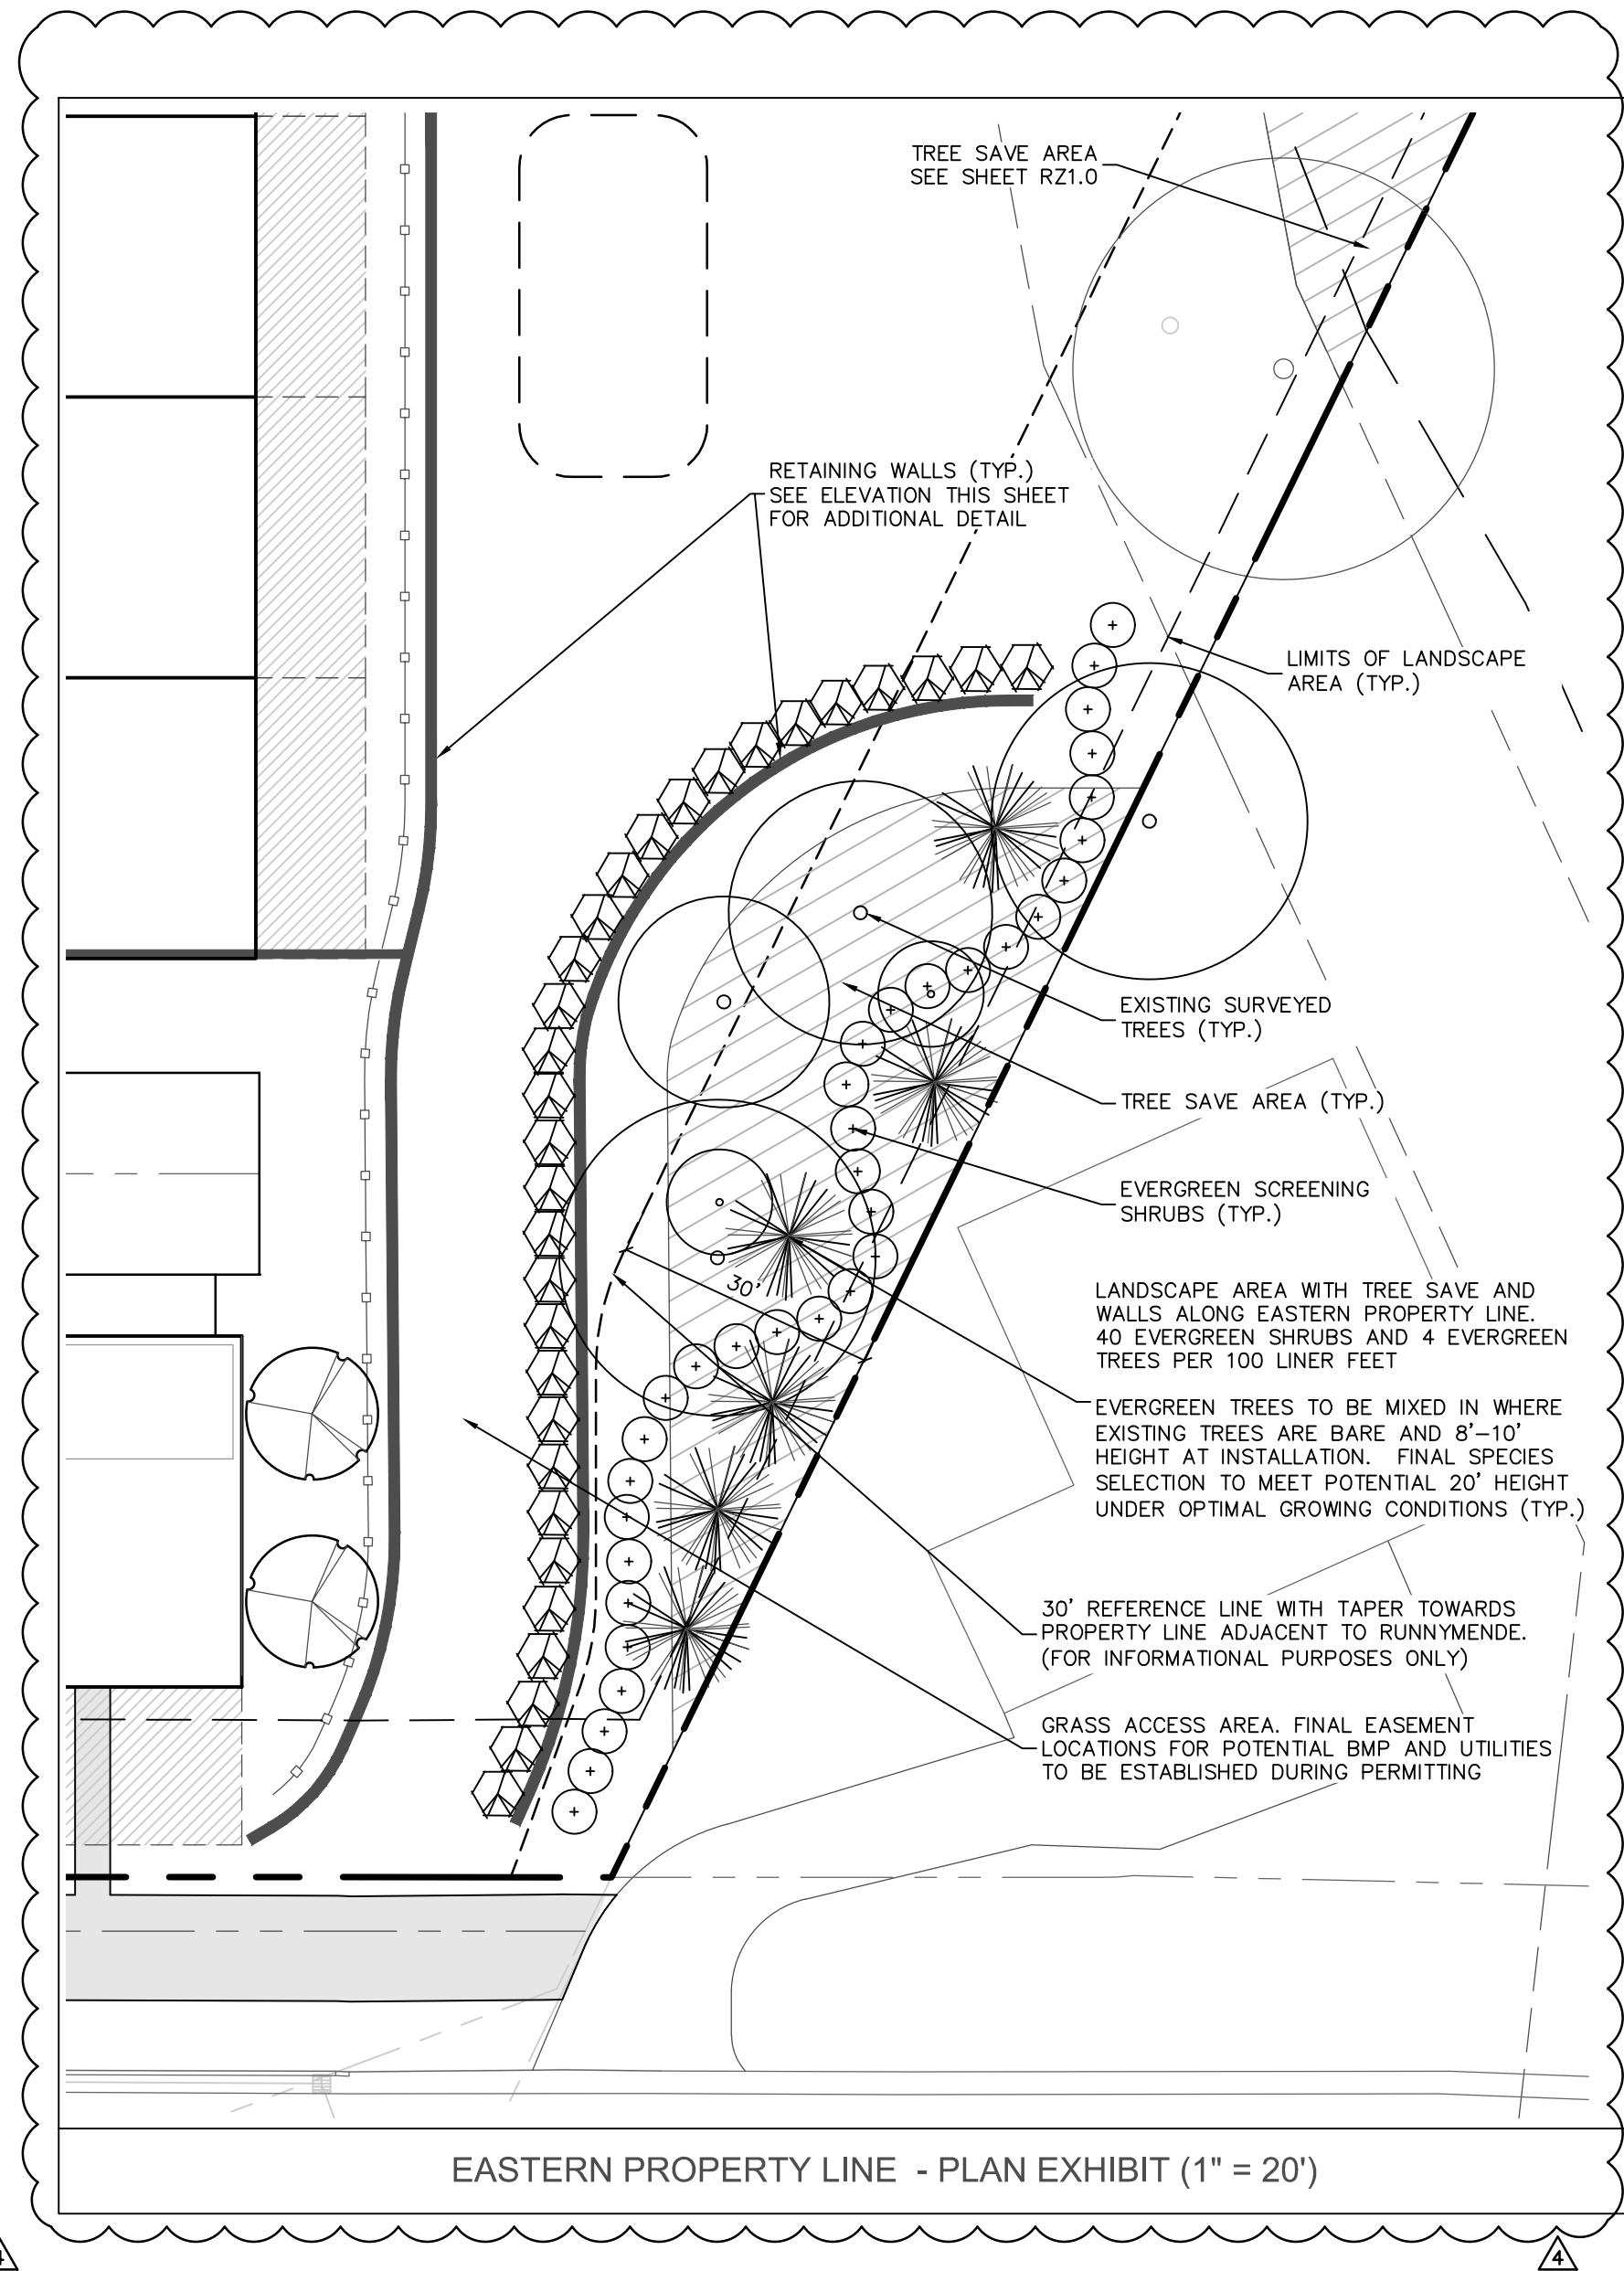 TREE SAVE AREA
SEE SHEET RZ1.0
RETAINING WALLS (TYP.)
SEE ELEVATION THIS SHEET
FOR ADDITIONAL DETAIL
LIMITS OF LANDSCAPE
AREA (TYP.)
EXISTING SURVEYED
TREES (TYP.)
TREE SAVE AREA (TYP.)
EVERGREEN SCREENING
SHRUBS (TYP.)
30'
LANDSCAPE AREA WITH TREE SAVE AND
WALLS ALONG EASTERN PROPERTY LINE.
40 EVERGREEN SHRUBS AND 4 EVERGREEN
TREES PER 100 LINER FEET
EVERGREEN TREES TO BE MIXED IN WHERE
EXISTING TREES ARE BARE AND 8'-10'
HEIGHT AT INSTALLATION. FINAL SPECIES
SELECTION TO MEET POTENTIAL 20' HEIGHT
UNDER OPTIMAL GROWING CONDITIONS (TYP.)
30' REFERENCE LINE WITH TAPER TOWARDS
PROPERTY LINE ADJACENT TO RUNNYMENDE.
(FOR INFORMATIONAL PURPOSES ONLY)
GRASS ACCESS AREA. FINAL EASEMENT
LOCATIONS FOR POTENTIAL BMP AND UTILITIES
TO BE ESTABLISHED DURING PERMITTING
EASTERN PROPERTY LINE - PLAN EXHIBIT (1" = 20')
4
4